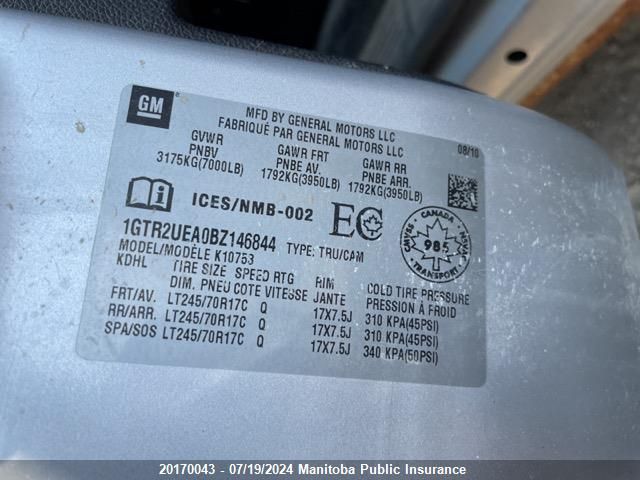 GM
MFD BY GENERAL MOTORS LLC
FABRIQUÉ PAR GENERAL MOTORS LLC
08/10
GVWR GAWR FRT GAWR RR
PNBV PNBE AV. PNBE ARR.
3175KG(7000LB) 1792KG(3950LB) 1792KG(3950LB)
ICES/NMB-002 EC
CANADA
985
TRANSPORT
CMVSS NSVAC
1GTR2UEA0BZ146844 TYPE: TRU/CAM
MODEL/MODÈLE K10753
KDHL TIRE SIZE SPEED RTG RIM COLD TIRE PRESSURE
DIM. PNEU COTE VITESSE JANTE PRESSION À FROID
FRT/AV. LT245/70R17C Q 17X7.5J 310 KPA(45PSI)
RR/ARR. LT245/70R17C Q 17X7.5J 310 KPA(45PSI)
SPA/SOS LT245/70R17C Q 17X7.5J 340 KPA(50PSI)
20170043 - 07/19/2024 Manitoba Public Insurance